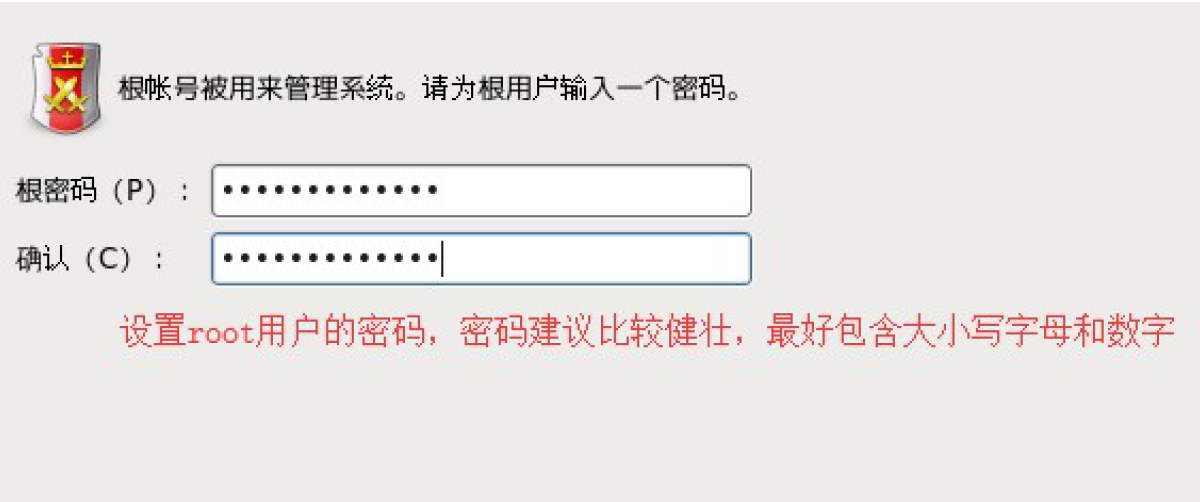 根帐号被用来管理系统。请为根用户输入一个密码。
根密码（P）：•••••••••••••
确认（C）：•••••••••••••
设置root用户的密码，密码建议比较健壮，最好包含大小写字母和数字